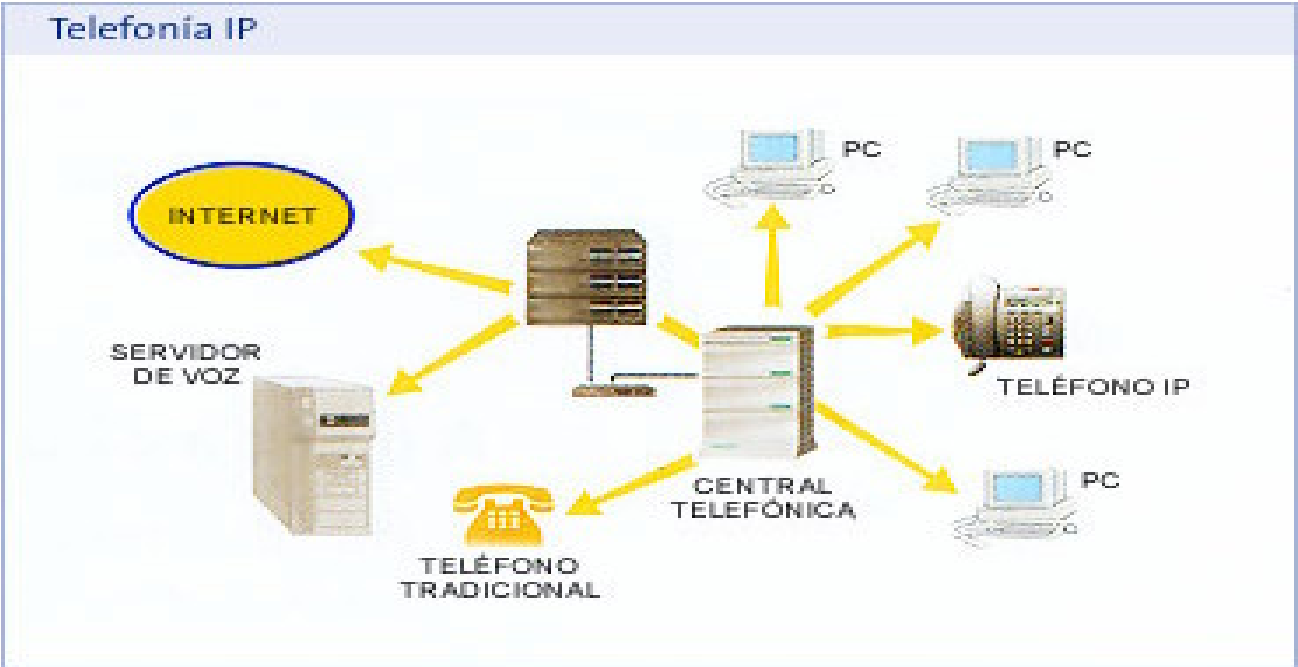 Telefonía IP
PC
PC
INTERNET
SERVIDOR
DE VOZ
TELÉFONO IP
PC
CENTRAL
TELEFÓNICA
TELÉFONO
TRADICIONAL